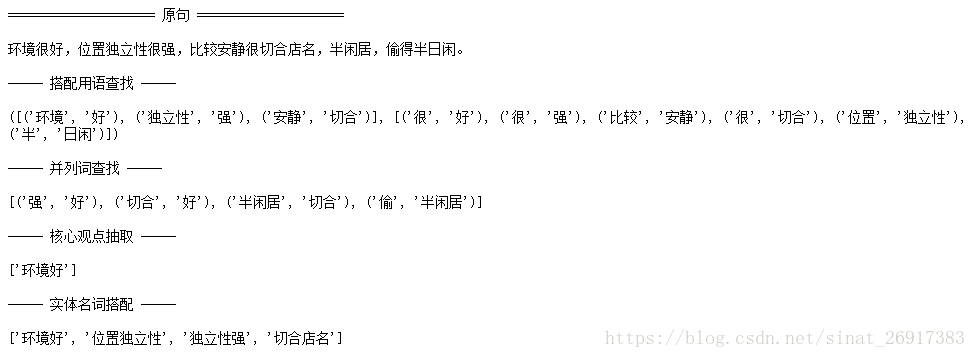 ==================== 原句 ====================
环境很好，位置独立性很强，比较安静很切合店名，半闲居，偷得半日闲。
----- 搭配用语查找 -----
([('环境', '好'), ('独立性', '强'), ('安静', '切合')], [('很', '好'), ('很', '强'), ('比较', '安静'), ('很', '切合'), ('位置', '独立性'),
('半', '日闲')])
----- 并列词查找 -----
[('强', '好'), ('切合', '好'), ('半闲居', '切合'), ('偷', '半闲居')]
----- 核心观点抽取 -----
['环境好']
----- 实体名词搭配 -----
['环境好', '位置独立性', '独立性强', '切合店名']
https://blog.csdn.net/sinat_26917383